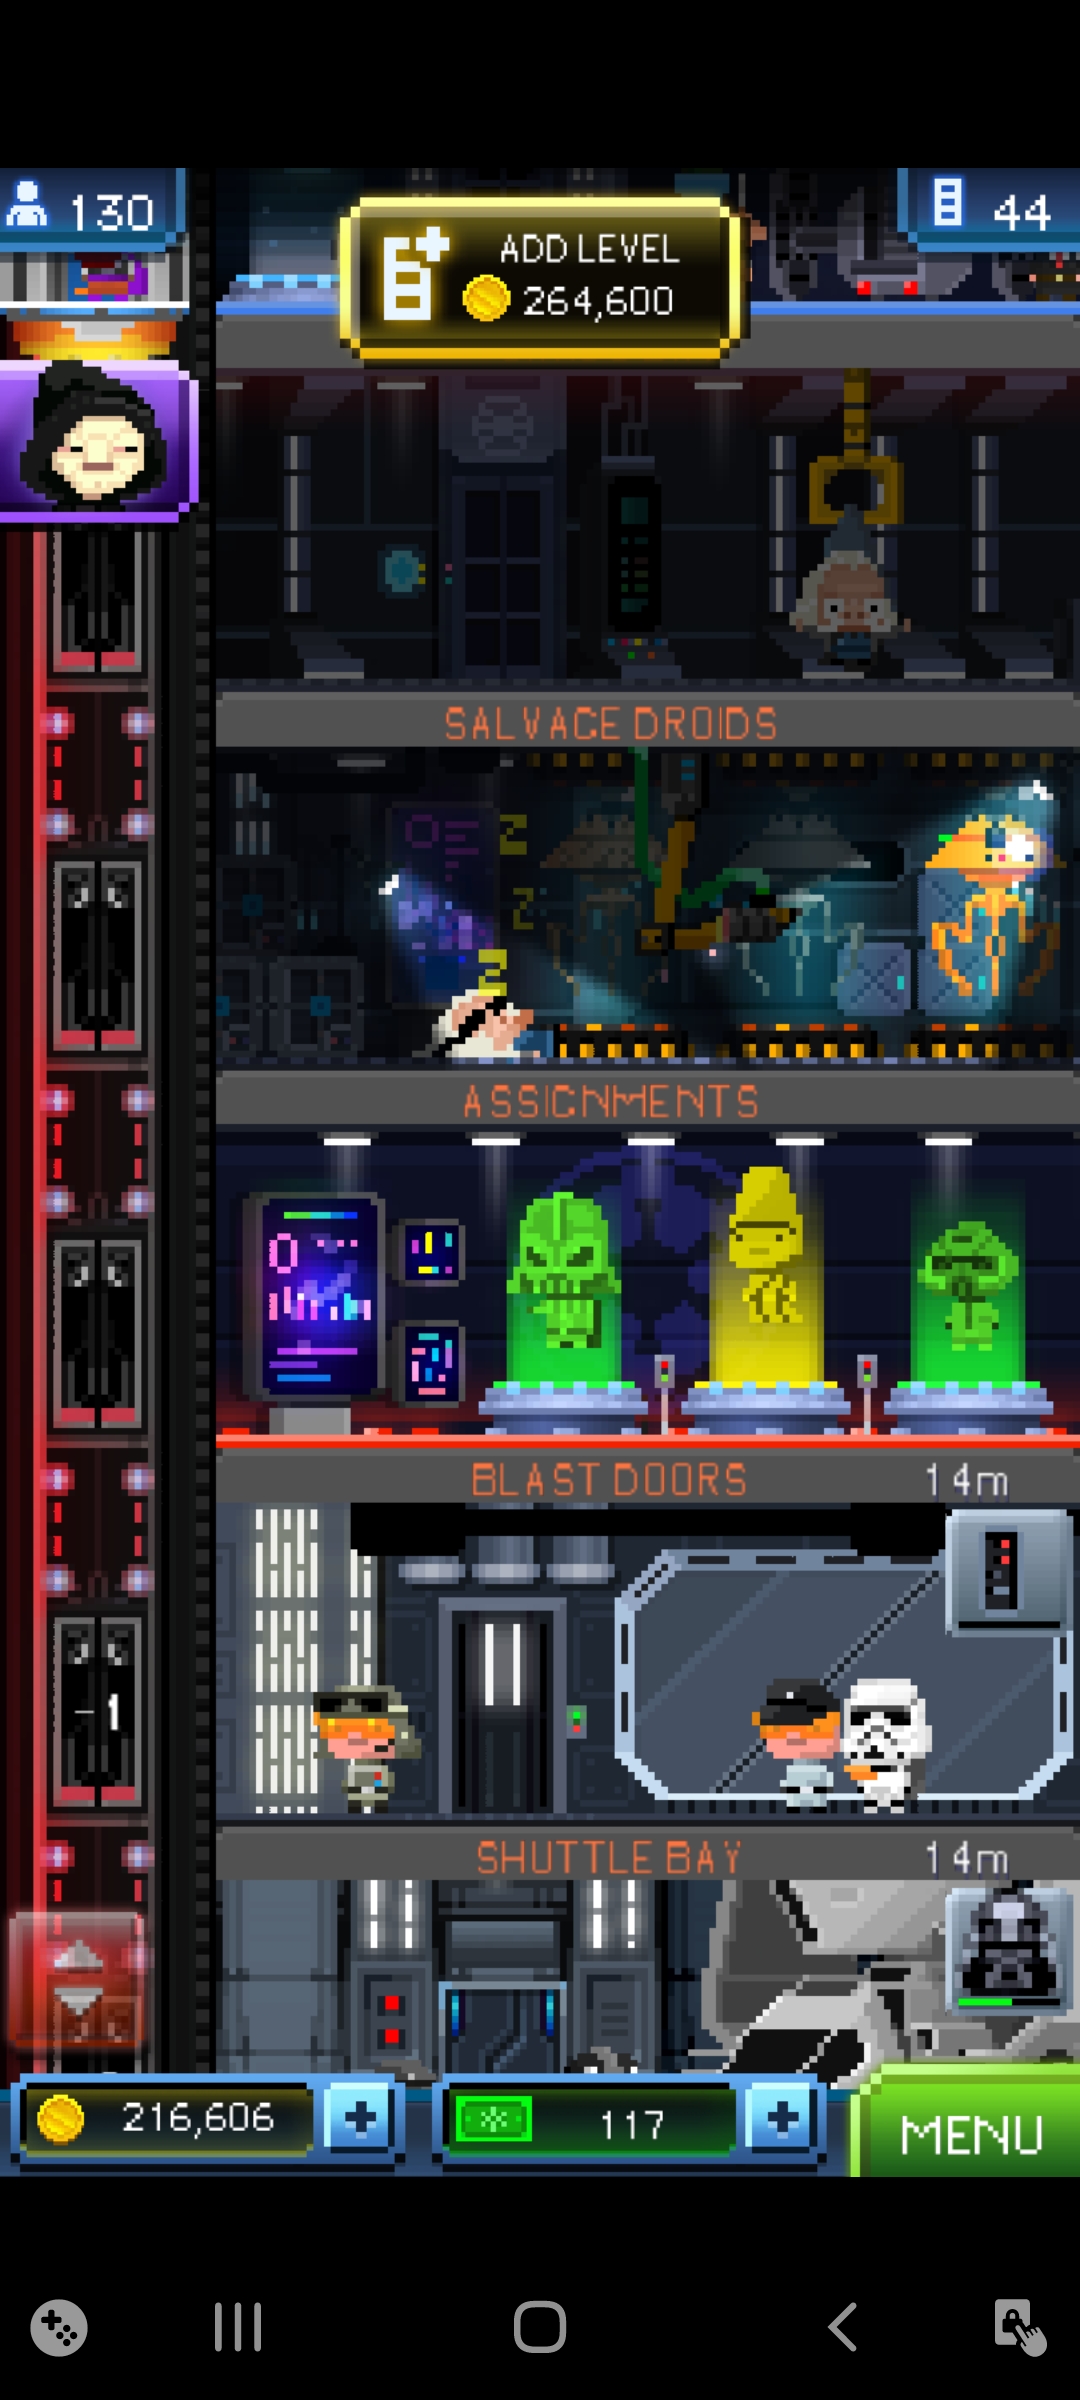 130
44
ADD LEVEL
264,600
SALVAGE DROIDS
Z
Z
Z
ASSIGNMENTS
BLAST DOORS 14m
-1
SHUTTLE BAY 14m
216,606
117
MENU